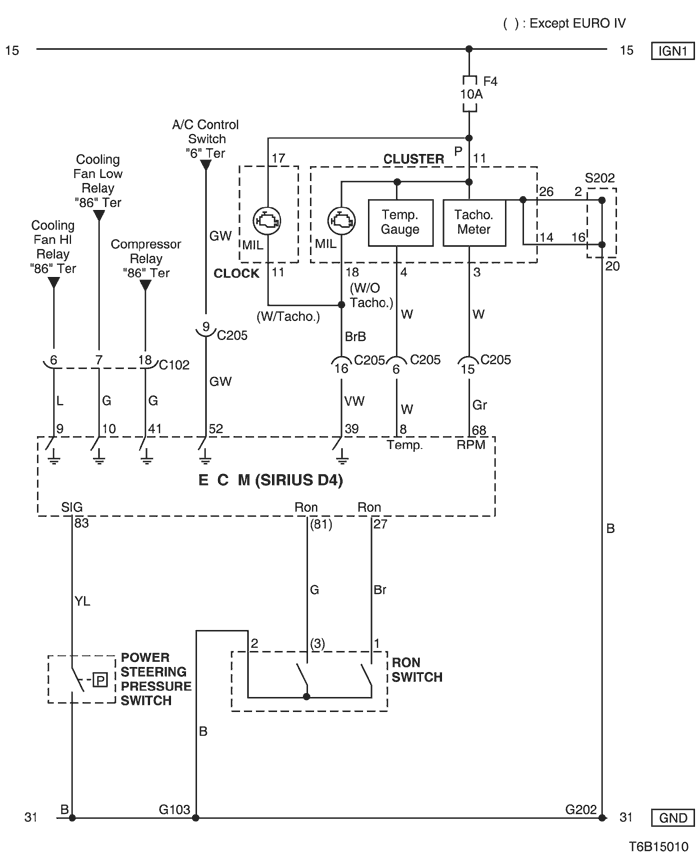 ( ) : Except EURO IV
15
15
IGN1
F4
10A
A/C Control
Switch
"6" Ter
Cooling
Fan Low
Relay
"86" Ter
Cooling
Fan HI
Relay
"86" Ter
Compressor
Relay
"86" Ter
17
P
11
CLUSTER
S202
26
2
MIL
MIL
Temp.
Gauge
Tacho.
Meter
14
16
GW
CLOCK
11
18
4
3
20
(W/O
Tacho.)
(W/Tacho.)
W
W
9
C205
BrB
6
7
18
C102
16
C205
6
C205
15
C205
GW
L
G
G
VW
W
Gr
9
10
41
52
39
8
68
Temp.
RPM
E C M (SIRIUS D4)
SIG
Ron
Ron
83
(81)
27
B
YL
G
Br
2
(3)
1
POWER
STEERING
PRESSURE
SWITCH
P
RON
SWITCH
B
31
B
G103
G202
31
GND
T6B15010